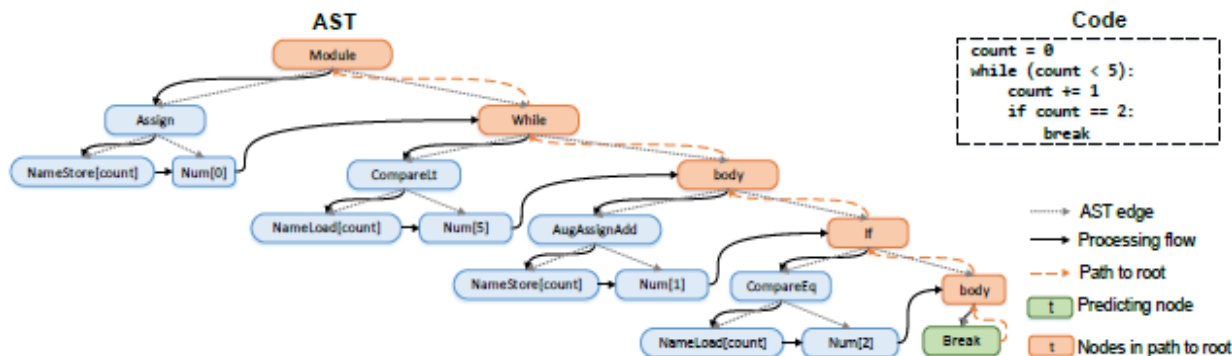 AST
Module
Assign
While
NameStore[count]
Num[0]
CompareLt
body
NameLoad[count]
Num[5]
AugAssignAdd
If
NameStore[count]
Num[1]
CompareEq
body
NameLoad[count]
Num[2]
Break
Code
count = 0
while (count < 5):
    count += 1
    if count == 2:
        break
AST edge
Processing flow
Path to root
t Predicting node
t Nodes in path to root